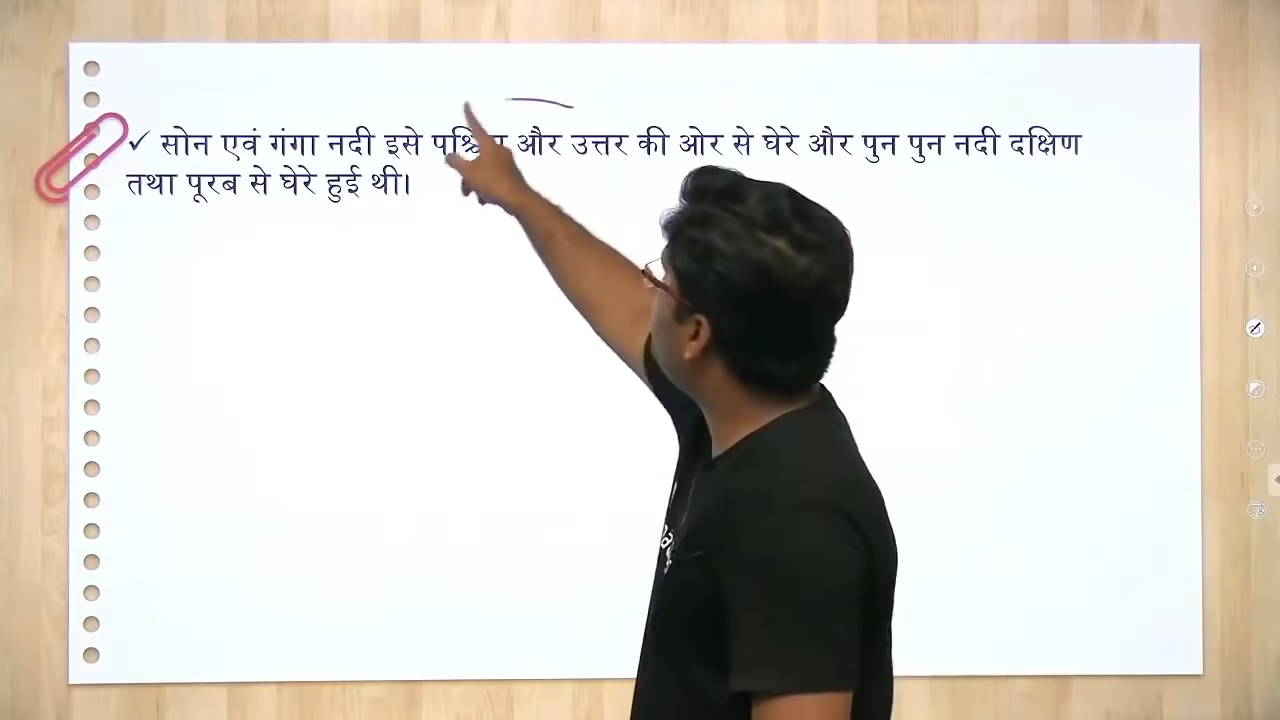 ✓ सोन एवं गंगा नदी इसे और उत्तर की ओर से घेरे और पुन पुन नदी दक्षिण
तथा पूरब से घेरे हुई थी।